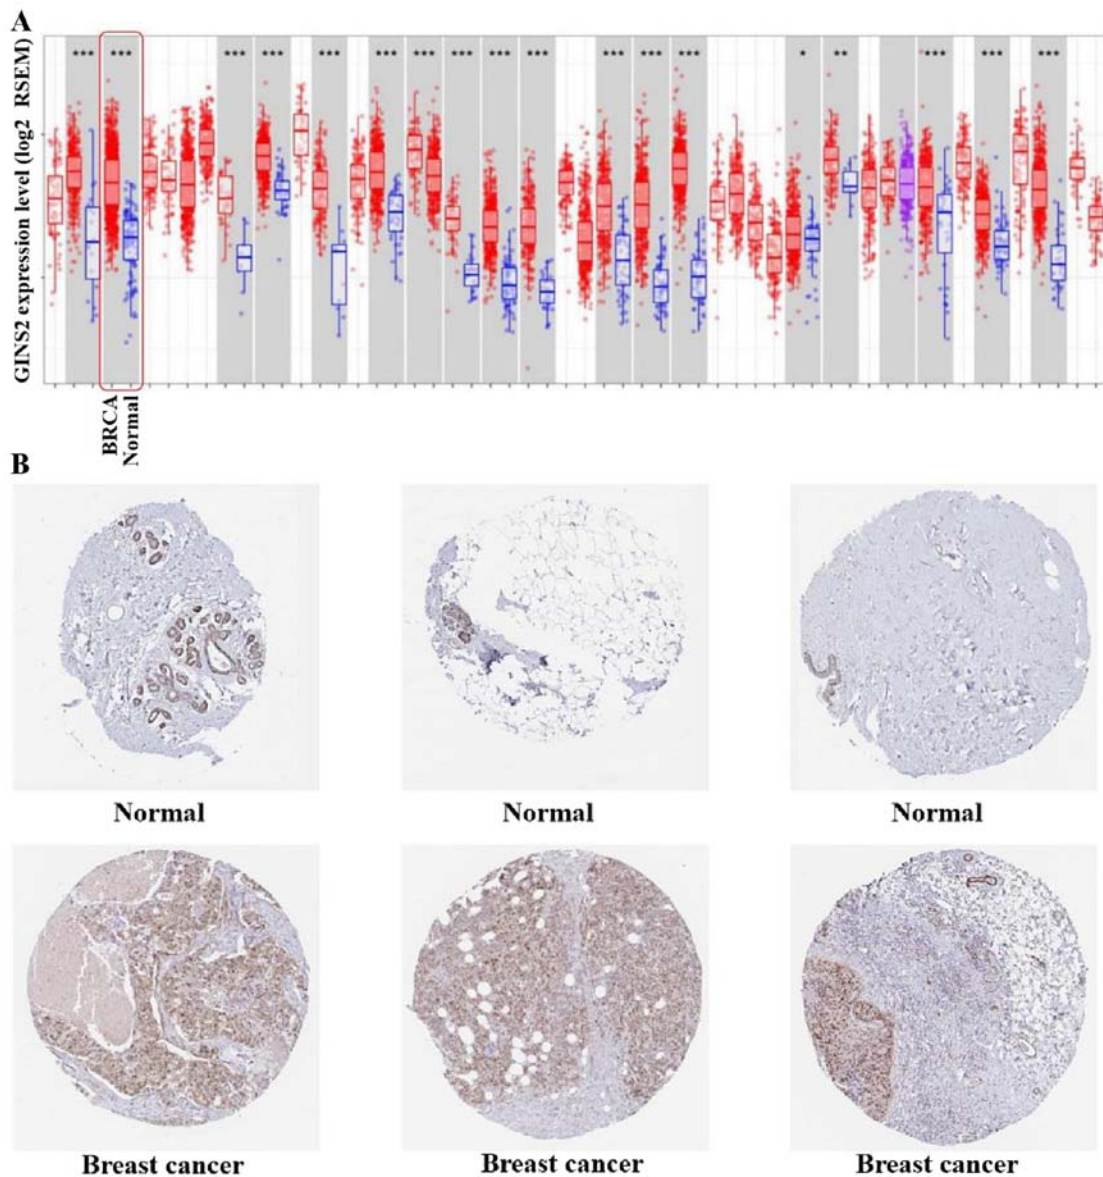 A
GINS2 expression level (log2 RSEM)
*** *** *** *** *** *** *** *** *** *** *** *** *** * ** *** *** ***
BRCA
Normal
B
Normal Normal Normal
Breast cancer Breast cancer Breast cancer